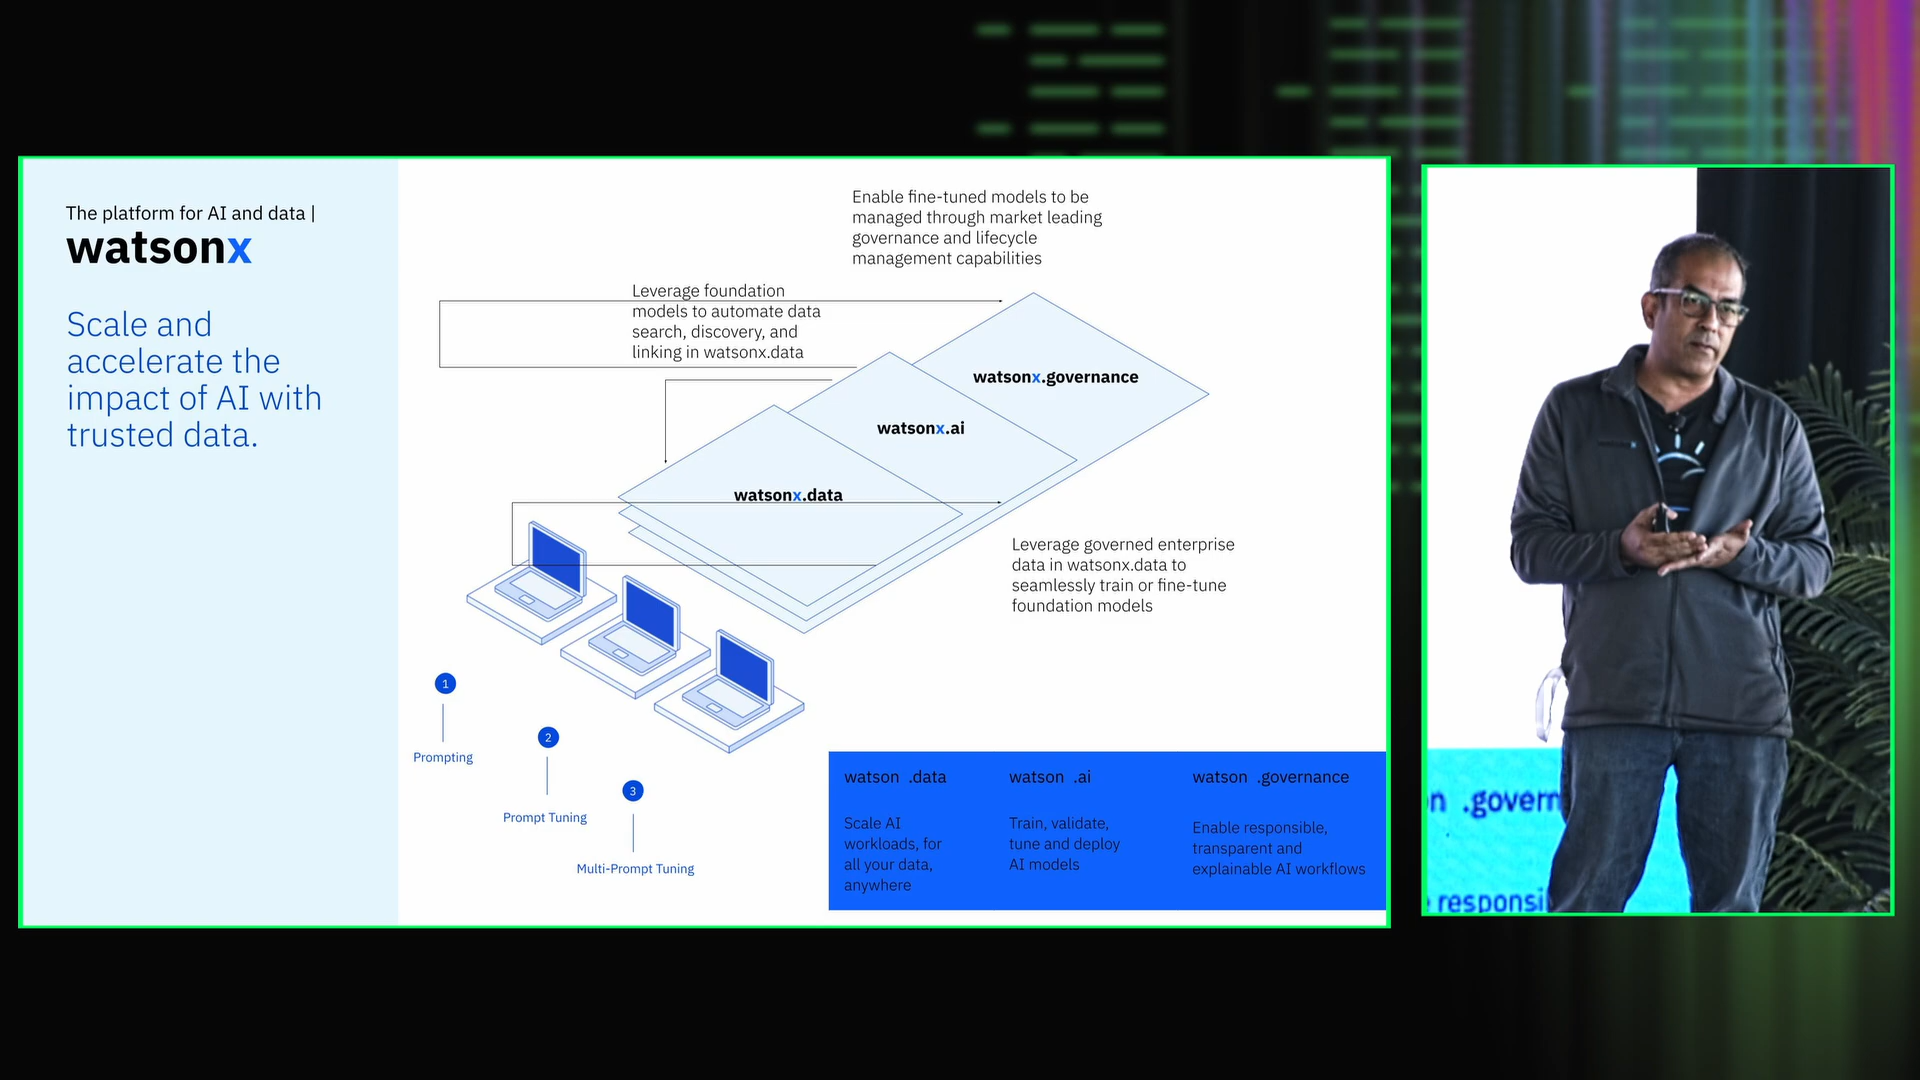 The platform for AI and data |
watsonx
Scale and
accelerate the
impact of AI with
trusted data.
Enable fine-tuned models to be
managed through market leading
governance and lifecycle
management capabilities
Leverage foundation
models to automate data
search, discovery, and
linking in watsonx.data
watsonx.governance
watsonx.ai
watsonx.data
Leverage governed enterprise
data in watsonx.data to
seamlessly train or fine-tune
foundation models
1
Prompting
2
Prompt Tuning
3
Multi-Prompt Tuning
watson .data
Scale AI
workloads, for
all your data,
anywhere
watson .ai
Train, validate,
tune and deploy
AI models
watson .governance
Enable responsible,
transparent and
explainable AI workflows
n .govern
e responsi